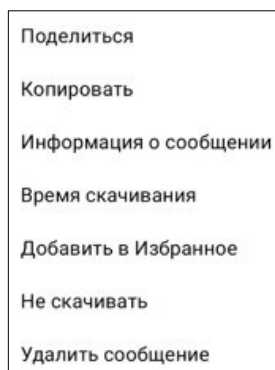 Поделиться
Копировать
Информация о сообщении
Время скачивания
Добавить в Избранное
Не скачивать
Удалить сообщение